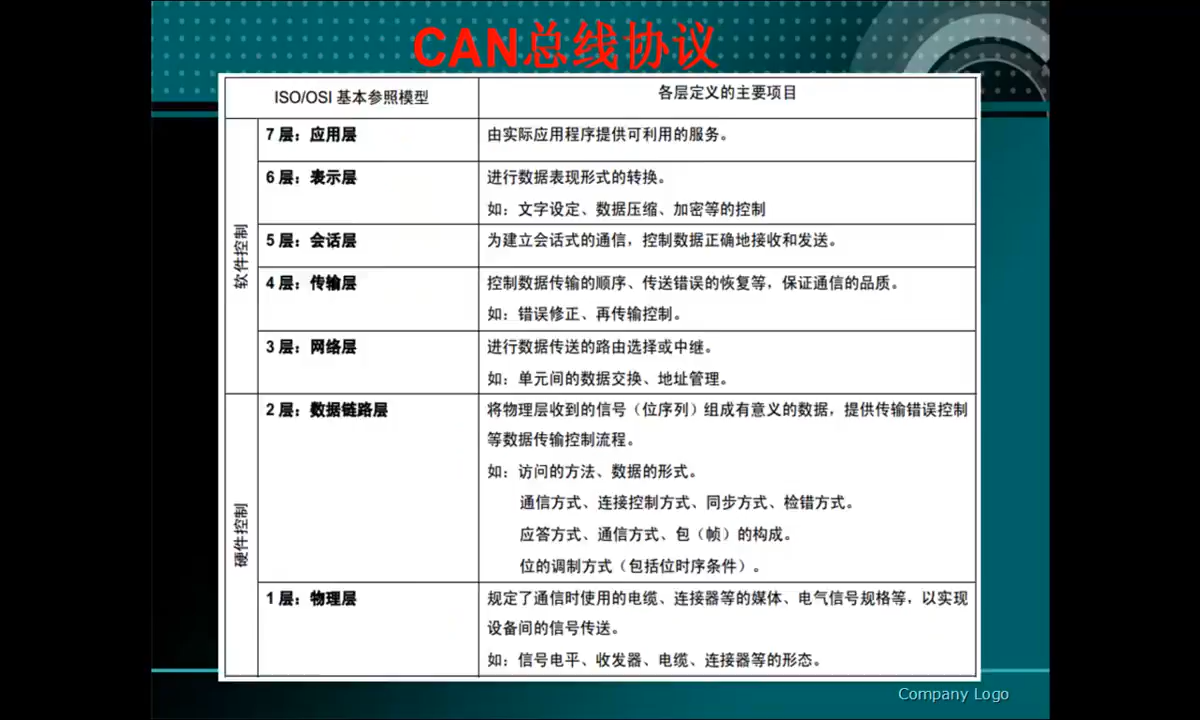 CAN总线协议
ISO/OSI 基本参照模型
各层定义的主要项目
软件控制
7 层：应用层
由实际应用程序提供可利用的服务。
6 层：表示层
进行数据表现形式的转换。
如：文字设定、数据压缩、加密等的控制
5 层：会话层
为建立会话式的通信，控制数据正确地接收和发送。
4 层：传输层
控制数据传输的顺序、传送错误的恢复等，保证通信的品质。
如：错误修正、再传输控制。
3 层：网络层
进行数据传送的路由选择或中继。
如：单元间的数据交换、地址管理。
硬件控制
2 层：数据链路层
将物理层收到的信号（位序列）组成有意义的数据，提供传输错误控制
等数据传输控制流程。
如：访问的方法、数据的形式。
通信方式、连接控制方式、同步方式、检错方式。
应答方式、通信方式、包（帧）的构成。
位的调制方式（包括位时序条件）。
1 层：物理层
规定了通信时使用的电缆、连接器等的媒体、电气信号规格等，以实现
设备间的信号传送。
如：信号电平、收发器、电缆、连接器等的形态。
Company Logo